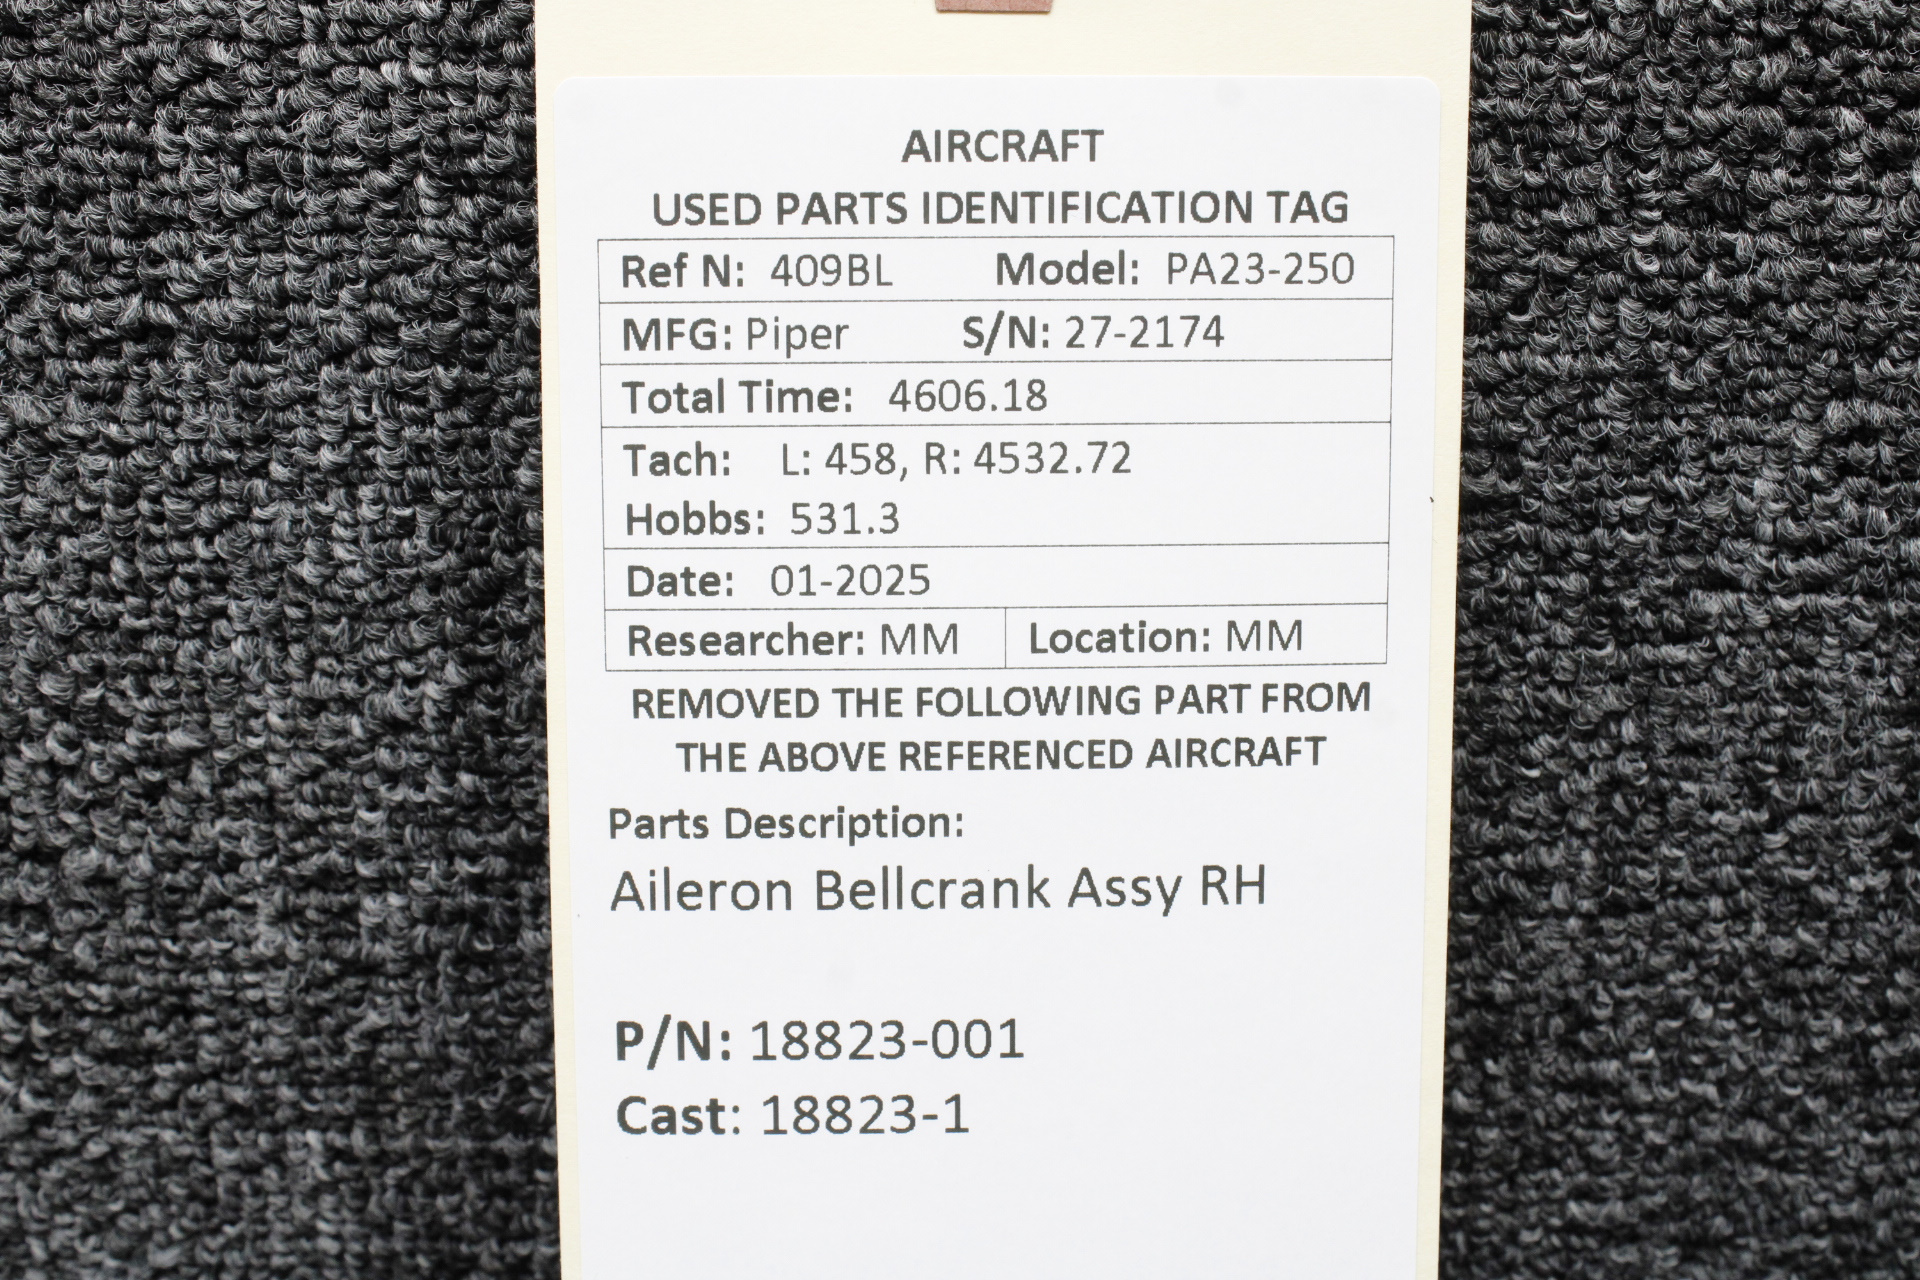 AIRCRAFT
USED PARTS IDENTIFICATION TAG
Ref N: 409BL Model: PA23-250
MFG: Piper S/N: 27-2174
Total Time: 4606.18
Tach: L: 458, R: 4532.72
Hobbs: 531.3
Date: 01-2025
Researcher: MM Location: MM
REMOVED THE FOLLOWING PART FROM
THE ABOVE REFERENCED AIRCRAFT
Parts Description:
Aileron Bellcrank Assy RH
P/N: 18823-001
Cast: 18823-1